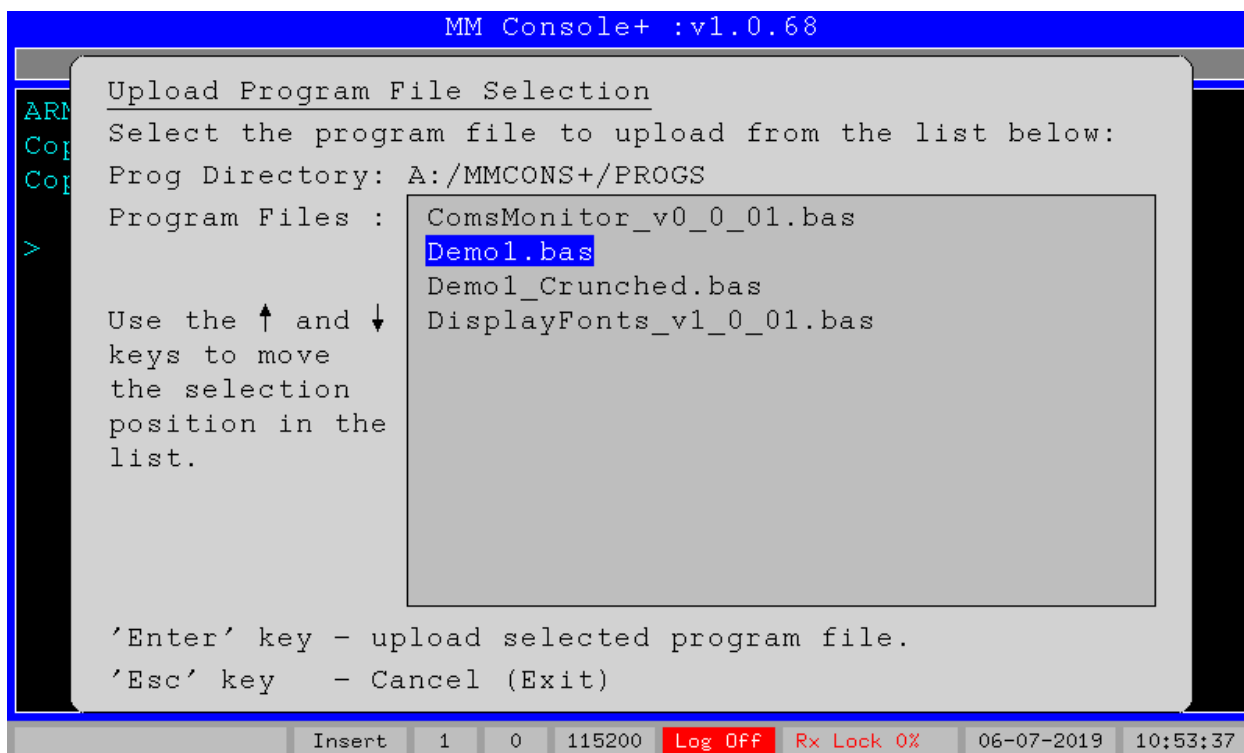 MM Console+ :v1.0.68
Upload Program File Selection
ARM
Select the program file to upload from the list below:
Cop
Prog Directory: A:/MMCONS+/PROGS
Cop
Program Files :
ComsMonitor_v0_0_01.bas
>
Demo1.bas
Demo1_Crunched.bas
DisplayFonts_v1_0_01.bas
Use the ↑ and ↓
keys to move
the selection
position in the
list.
'Enter' key - upload selected program file.
'Esc' key - Cancel (Exit)
Insert 1 0 115200 Log Off Rx Lock 0% 06-07-2019 10:53:37